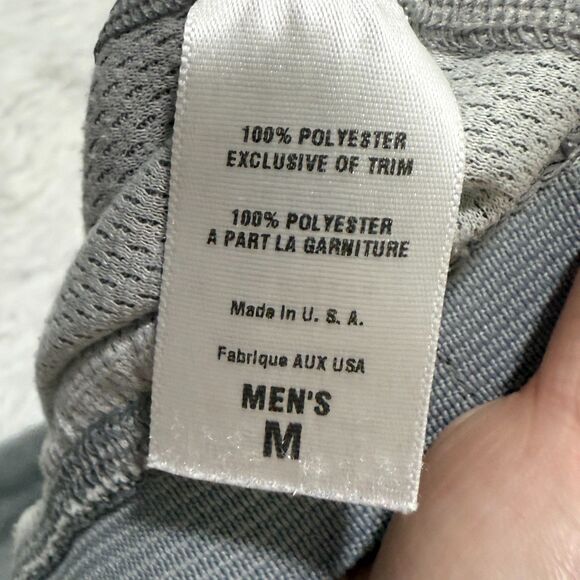 100% POLYESTER
EXCLUSIVE OF TRIM
100% POLYESTER
A PART LA GARNITURE
Made In U. S. A.
Fabrique AUX USA
MEN'S
M